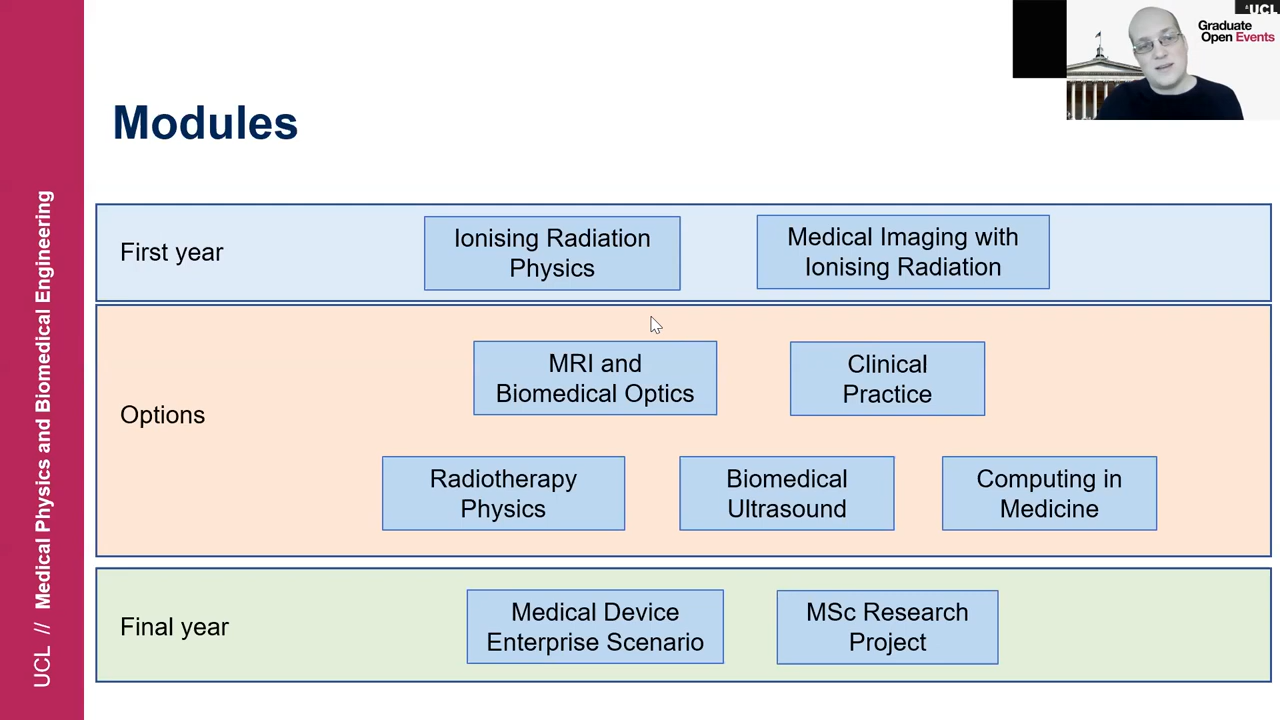 UCL
Graduate
Open Events
Modules
UCL // Medical Physics and Biomedical Engineering
First year
Ionising Radiation
Physics
Medical Imaging with
Ionising Radiation
Options
MRI and
Biomedical Optics
Clinical
Practice
Radiotherapy
Physics
Biomedical
Ultrasound
Computing in
Medicine
Final year
Medical Device
Enterprise Scenario
MSc Research
Project